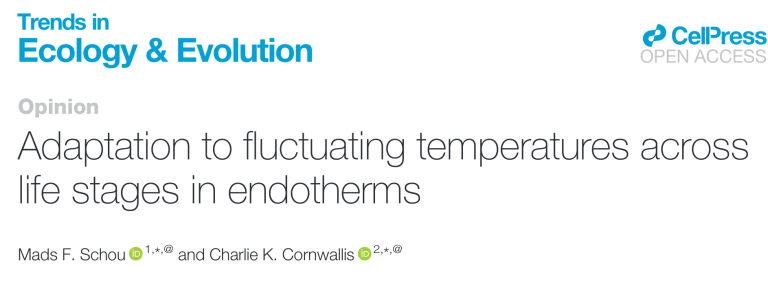 Trends in
Ecology & Evolution
CellPress
OPEN ACCESS
Opinion
Adaptation to fluctuating temperatures across
life stages in endotherms
Mads F. Schou iD 1,*,@ and Charlie K. Cornwallis iD 2,*,@